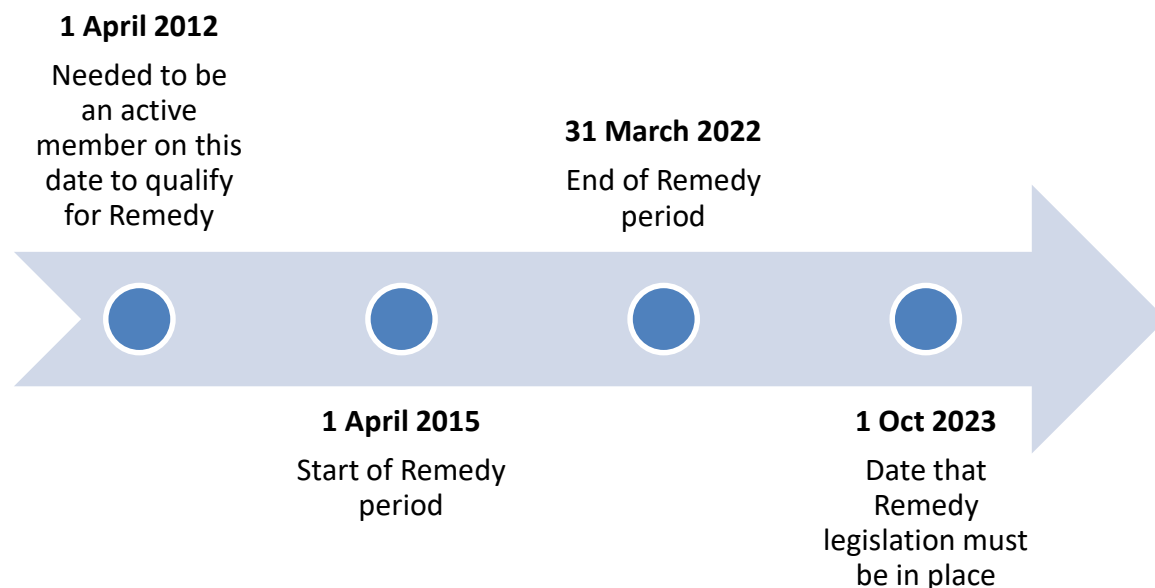 1 April 2012
Needed to be
an active
member on this
date to qualify
for Remedy
1 April 2015
Start of Remedy
period
31 March 2022
End of Remedy
period
1 Oct 2023
Date that
Remedy
legislation must
be in place